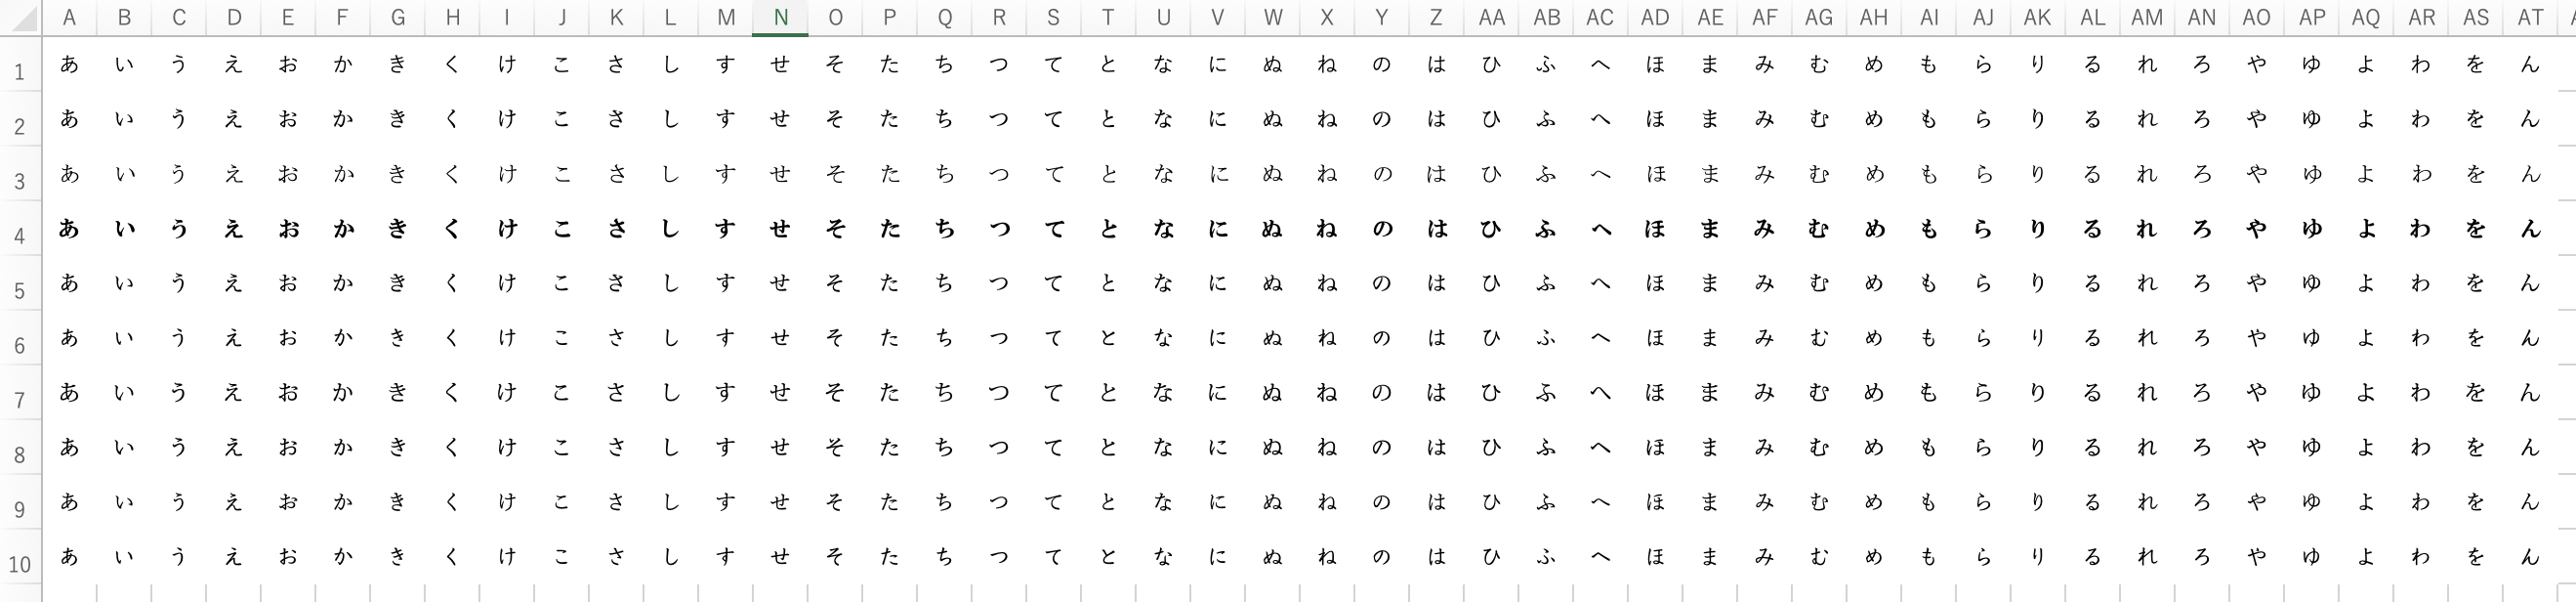 A B C D E F G H I J K L M N O P Q R S T U V W X Y Z AA AB AC AD AE AF AG AH AI AJ AK AL AM AN AO AP AQ AR AS AT
1 あ い う え お か き く け こ さ し す せ そ た ち つ て と な に ぬ ね の は ひ ふ へ ほ ま み む め も ら り る れ ろ や ゆ よ わ を ん
2 あ い う え お か き く け こ さ し す せ そ た ち つ て と な に ぬ ね の は ひ ふ へ ほ ま み む め も ら り る れ ろ や ゆ よ わ を ん
3 あ い う え お か き く け こ さ し す せ そ た ち つ て と な に ぬ ね の は ひ ふ へ ほ ま み む め も ら り る れ ろ や ゆ よ わ を ん
4 あ い う え お か き く け こ さ し す せ そ た ち つ て と な に ぬ ね の は ひ ふ へ ほ ま み む め も ら り る れ ろ や ゆ よ わ を ん
5 あ い う え お か き く け こ さ し す せ そ た ち つ て と な に ぬ ね の は ひ ふ へ ほ ま み む め も ら り る れ ろ や ゆ よ わ を ん
6 あ い う え お か き く け こ さ し す せ そ た ち つ て と な に ぬ ね の は ひ ふ へ ほ ま み む め も ら り る れ ろ や ゆ よ わ を ん
7 あ い う え お か き く け こ さ し す せ そ た ち つ て と な に ぬ ね の は ひ ふ へ ほ ま み む め も ら り る れ ろ や ゆ よ わ を ん
8 あ い う え お か き く け こ さ し す せ そ た ち つ て と な に ぬ ね の は ひ ふ へ ほ ま み む め も ら り る れ ろ や ゆ よ わ を ん
9 あ い う え お か き く け こ さ し す せ そ た ち つ て と な に ぬ ね の は ひ ふ へ ほ ま み む め も ら り る れ ろ や ゆ よ わ を ん
10 あ い う え お か き く け こ さ し す せ そ た ち つ て と な に ぬ ね の は ひ ふ へ ほ ま み む め も ら り る れ ろ や ゆ よ わ を ん